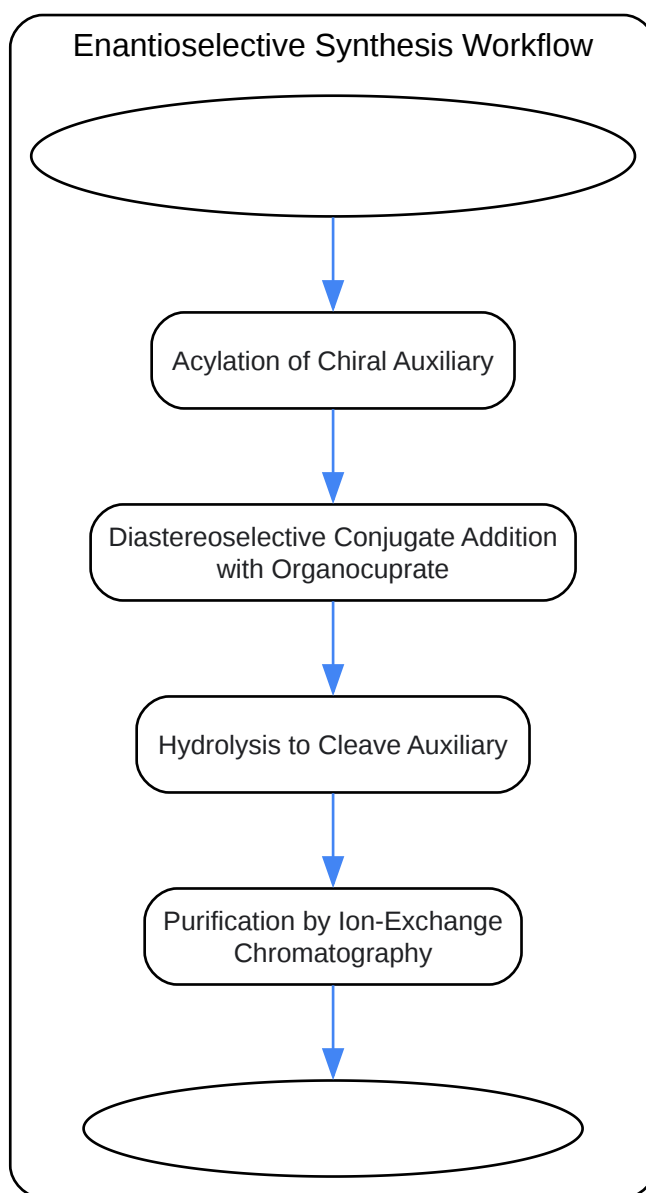 Enantioselective Synthesis Workflow
Acylation of Chiral Auxiliary
Diastereoselective Conjugate Addition
with Organocuprate
Hydrolysis to Cleave Auxiliary
Purification by Ion-Exchange
Chromatography